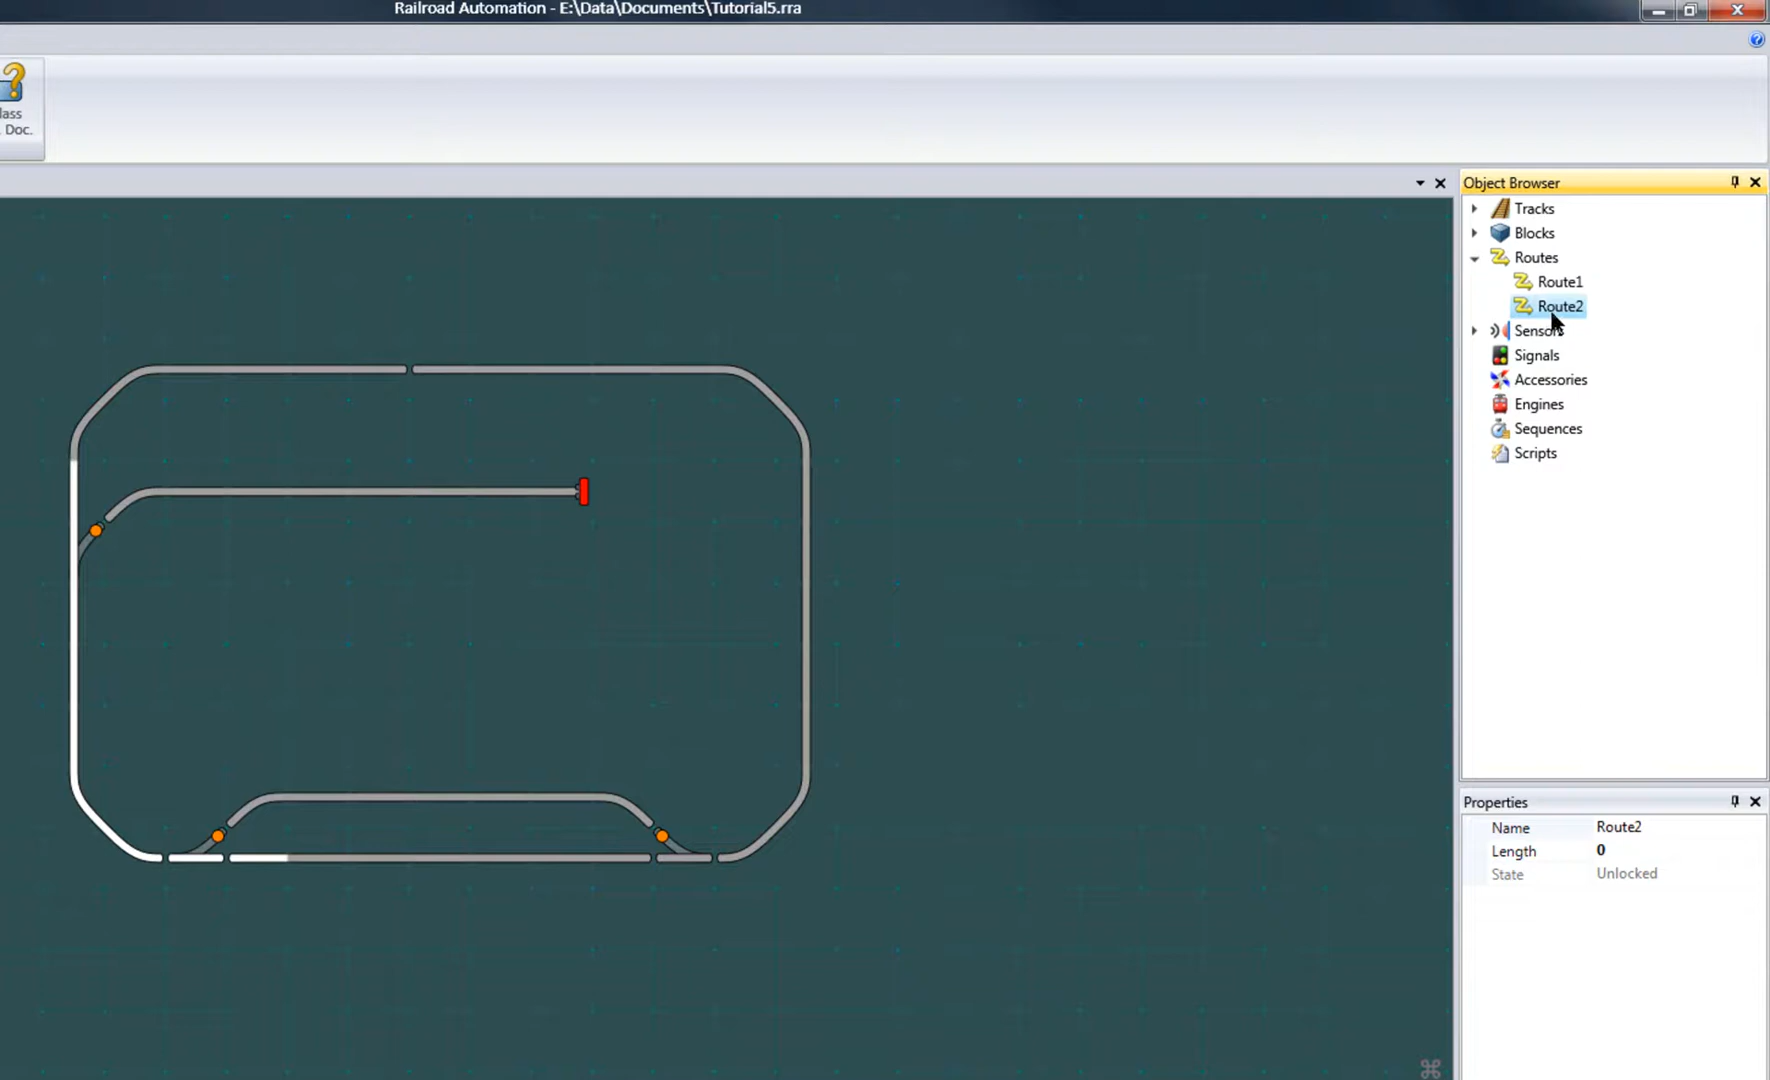 Railroad Automation - E:\Data\Documents\Tutorial5.rra
lass
Doc.
Object Browser
Tracks
Blocks
Routes
Route1
Route2
Sensors
Signals
Accessories
Engines
Sequences
Scripts
Properties
Name Route2
Length 0
State Unlocked